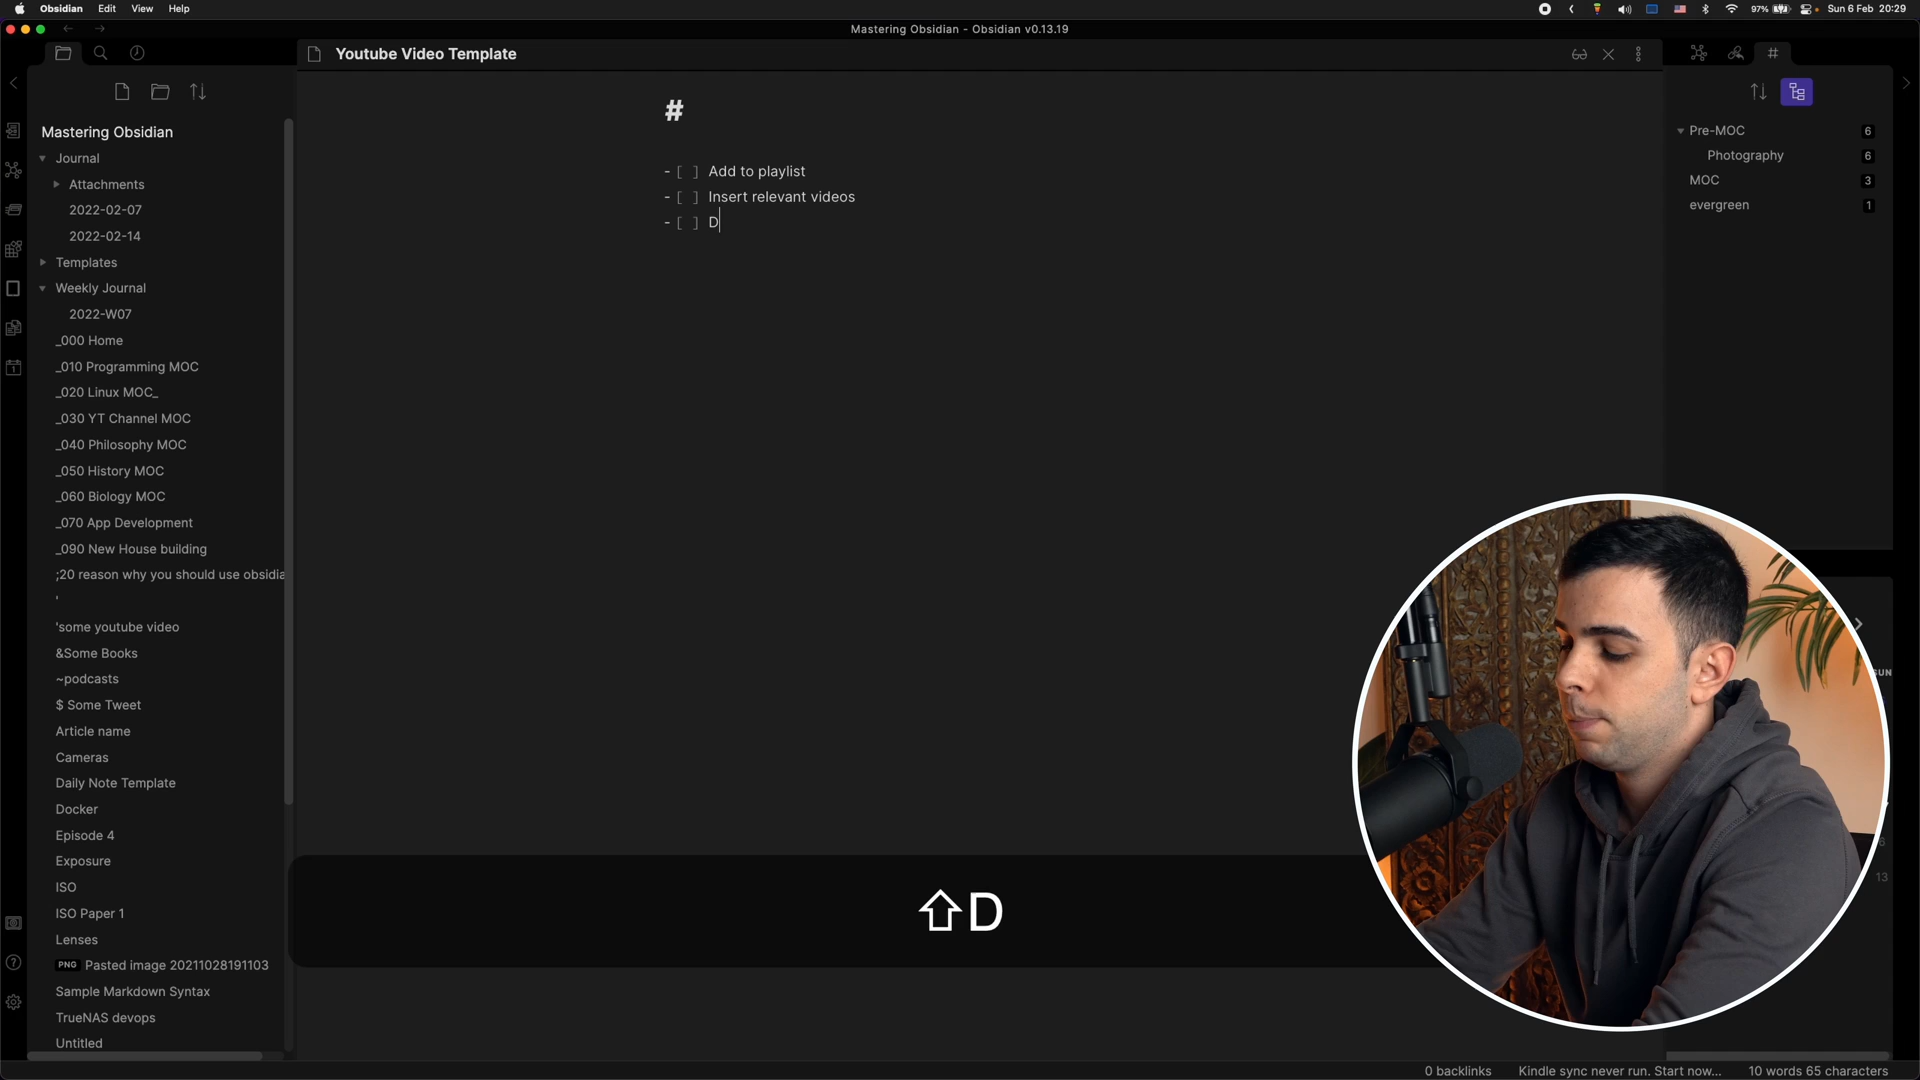 Obsidian Edit View Help
97% Sun 6 Feb 20:29
Mastering Obsidian - Obsidian v0.13.19
Youtube Video Template
Mastering Obsidian
Journal
Attachments
2022-02-07
2022-02-14
Templates
Weekly Journal
2022-W07
_000 Home
_010 Programming MOC
_020 Linux MOC_
_030 YT Channel MOC
_040 Philosophy MOC
_050 History MOC
_060 Biology MOC
_070 App Development
_090 New House building
;20 reason why you should use obsidia
'
'some youtube video
&Some Books
~podcasts
$ Some Tweet
Article name
Cameras
Daily Note Template
Docker
Episode 4
Exposure
ISO
ISO Paper 1
Lenses
PNG Pasted image 20211028191103
Sample Markdown Syntax
TrueNAS devops
Untitled
#
- [ ] Add to playlist
- [ ] Insert relevant videos
- [ ] D
⇧D
#
Pre-MOC 6
Photography 6
MOC 3
evergreen 1
SUN
6
13
0 backlinks Kindle sync never run. Start now... 10 words 65 characters